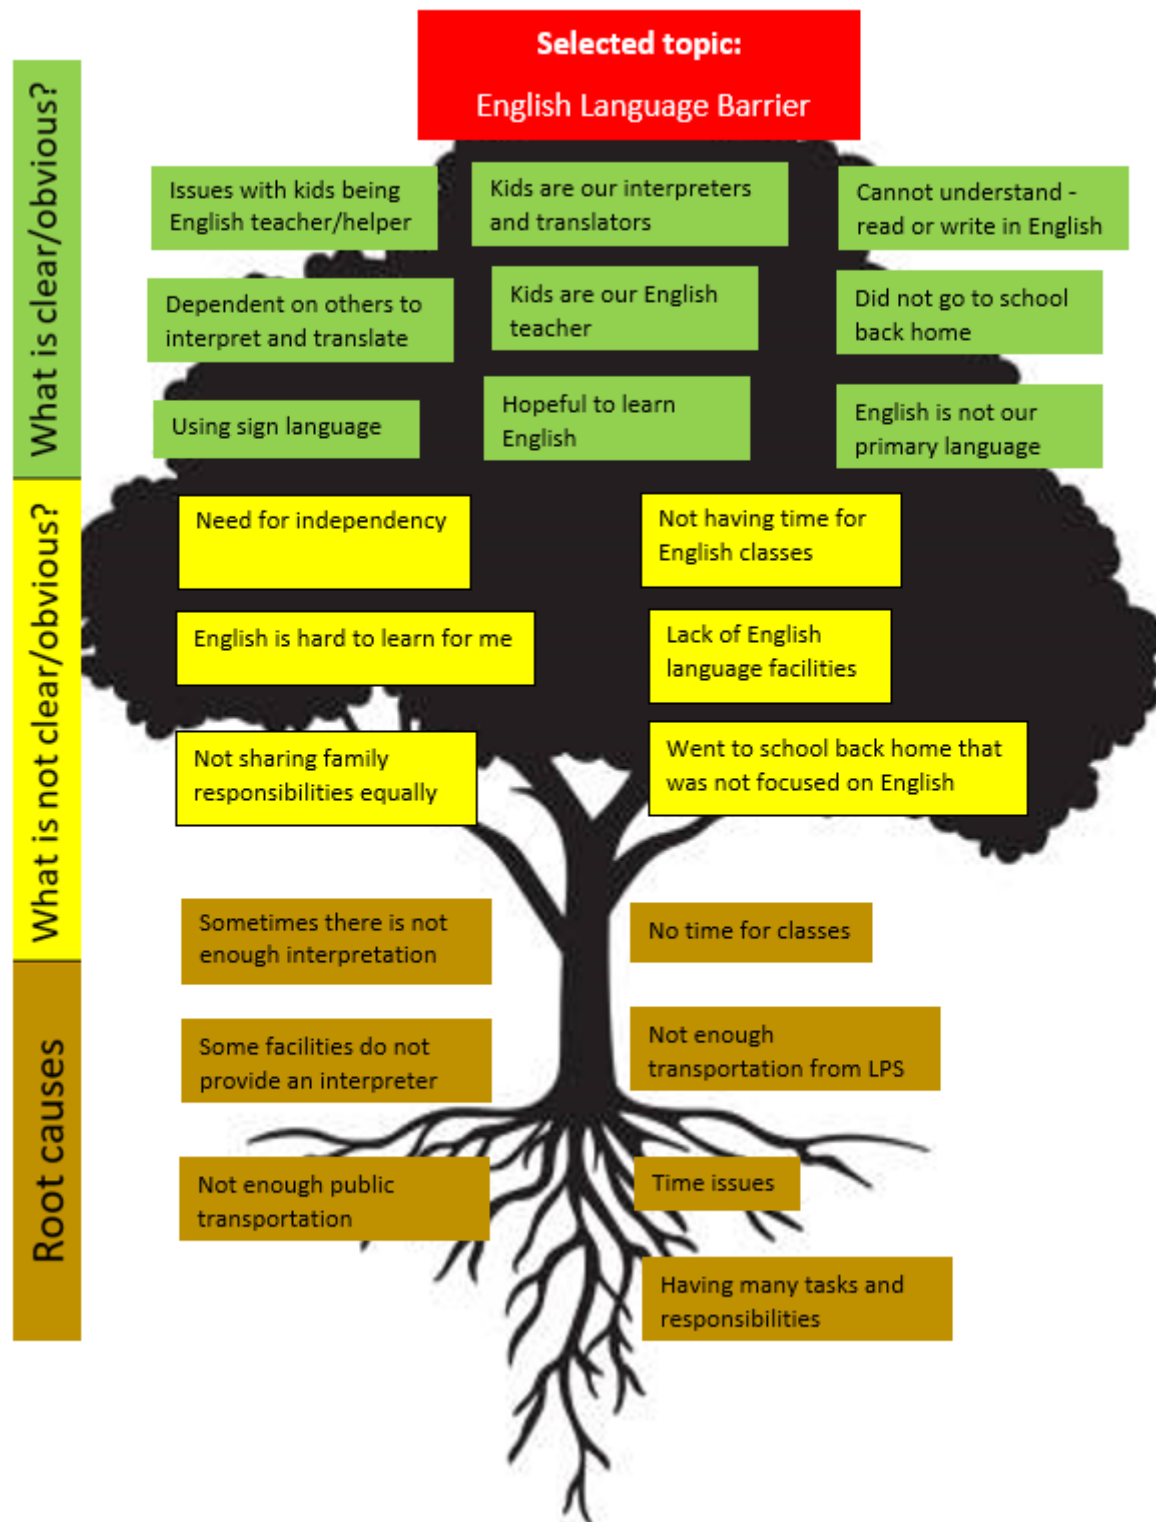 Selected topic:
English Language Barrier
What is clear/obvious?
Issues with kids being
English teacher/helper
Kids are our interpreters
and translators
Cannot understand -
read or write in English
Dependent on others to
interpret and translate
Kids are our English
teacher
Did not go to school
back home
Using sign language
Hopeful to learn
English
English is not our
primary language
What is not clear/obvious?
Need for independency
Not having time for
English classes
English is hard to learn for me
Lack of English
language facilities
Not sharing family
responsibilities equally
Went to school back home that
was not focused on English
Root causes
Sometimes there is not
enough interpretation
No time for classes
Some facilities do not
provide an interpreter
Not enough
transportation from LPS
Not enough public
transportation
Time issues
Having many tasks and
responsibilities